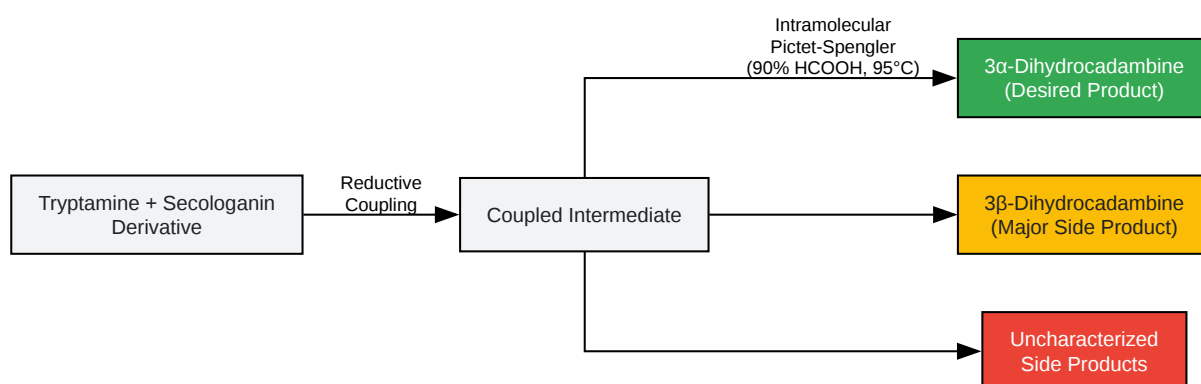 Intramolecular
Pictet-Spengler
(90% HCOOH, 95°C)
3α-Dihydrocadambine
(Desired Product)
Tryptamine + Secologanin
Derivative
Reductive
Coupling
Coupled Intermediate
3β-Dihydrocadambine
(Major Side Product)
Uncharacterized
Side Products